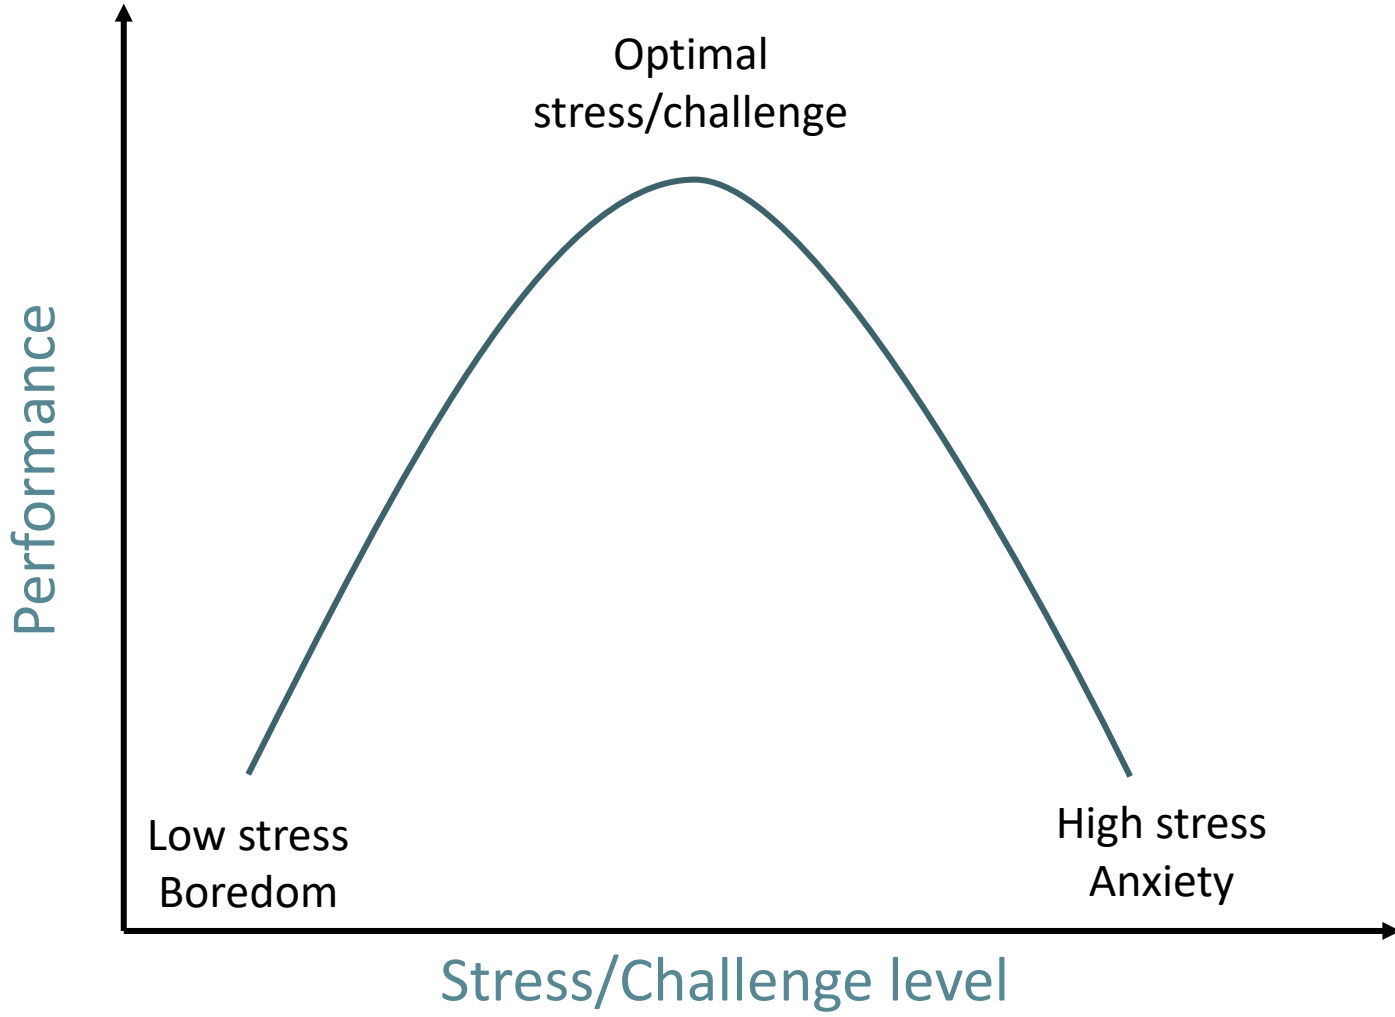 Optimal
stress/challenge
Performance
Low stress
Boredom
High stress
Anxiety
Stress/Challenge level